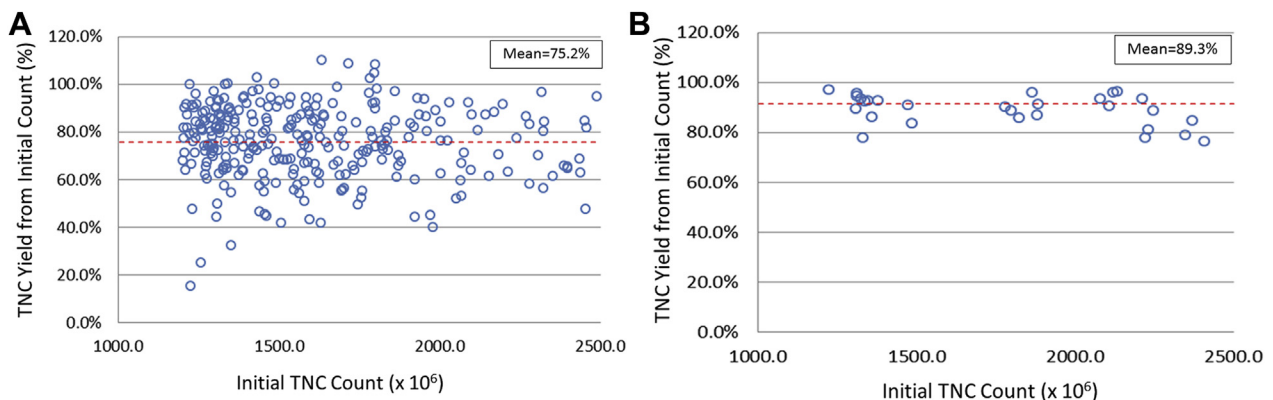 A
TNC Yield from Initial Count (%)
120.0%
100.0%
80.0%
60.0%
40.0%
20.0%
0.0%
Mean=75.2%
1000.0 1500.0 2000.0 2500.0
Initial TNC Count (x 10⁶)
B
TNC Yield from Initial Count (%)
120.0%
100.0%
80.0%
60.0%
40.0%
20.0%
0.0%
Mean=89.3%
1000.0 1500.0 2000.0 2500.0
Initial TNC Count (x 10⁶)